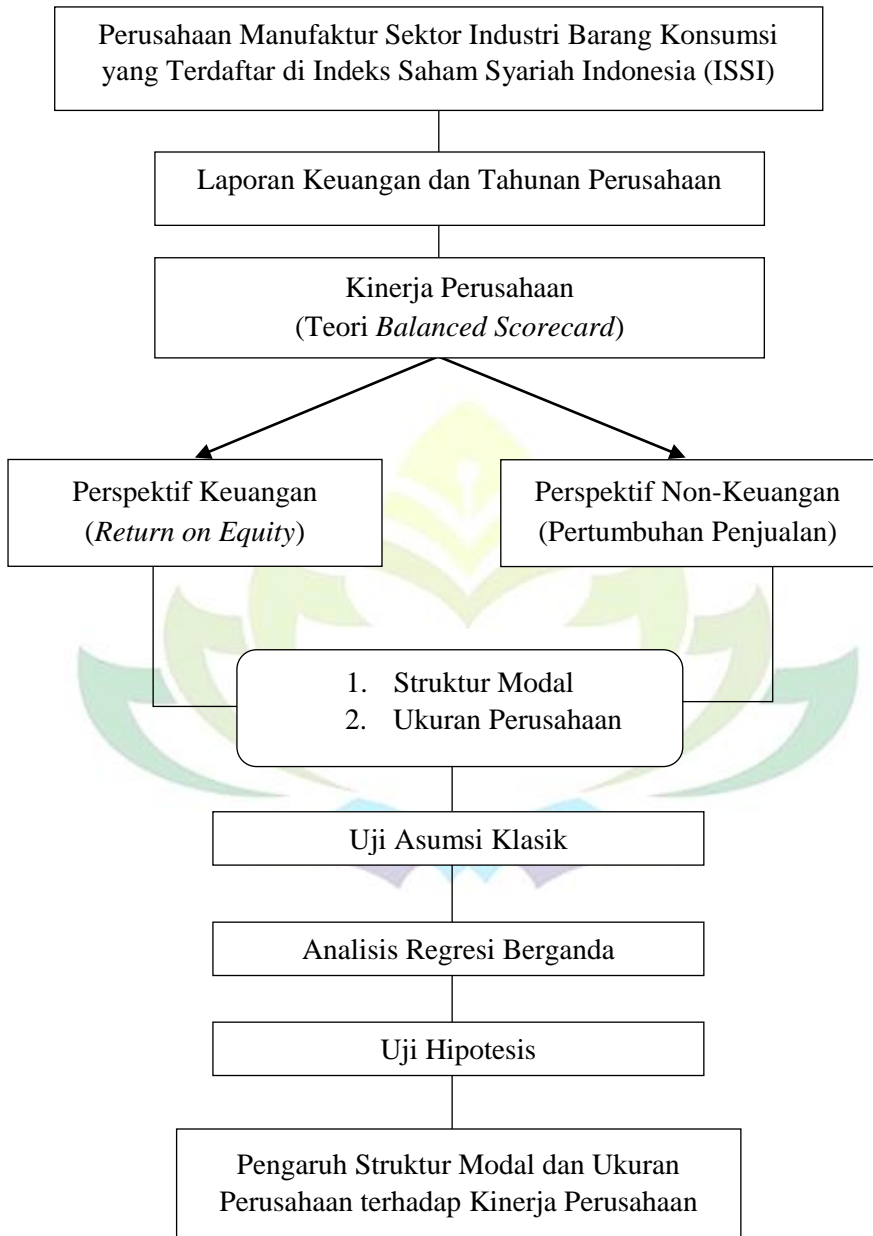 Perusahaan Manufaktur Sektor Industri Barang Konsumsi
yang Terdaftar di Indeks Saham Syariah Indonesia (ISSI)
Laporan Keuangan dan Tahunan Perusahaan
Kinerja Perusahaan
(Teori Balanced Scorecard)
Perspektif Keuangan
(Return on Equity)
Perspektif Non-Keuangan
(Pertumbuhan Penjualan)
1. Struktur Modal
2. Ukuran Perusahaan
Uji Asumsi Klasik
Analisis Regresi Berganda
Uji Hipotesis
Pengaruh Struktur Modal dan Ukuran
Perusahaan terhadap Kinerja Perusahaan